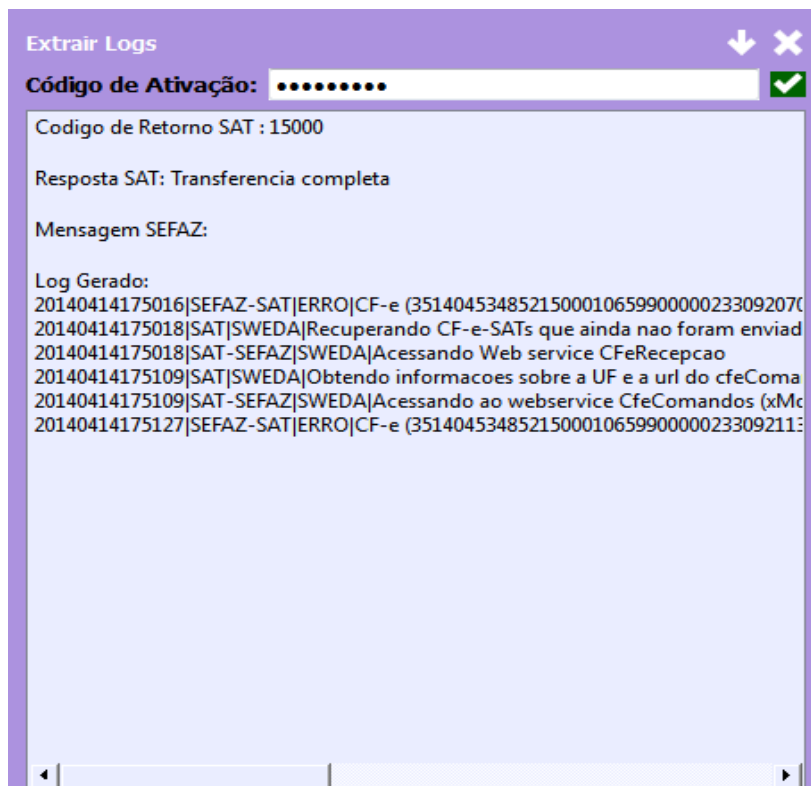 Extrair Logs
Código de Ativação: •••••••••
Codigo de Retorno SAT : 15000
Resposta SAT: Transferencia completa
Mensagem SEFAZ:
Log Gerado:
20140414175016|SEFAZ-SAT|ERRO|CF-e (35140453485215000106599000000233092070
20140414175018|SAT|SWEDA|Recuperando CF-e-SATs que ainda nao foram enviad
20140414175018|SAT-SEFAZ|SWEDA|Acessando Web service CFeRecepcao
20140414175109|SAT|SWEDA|Obtendo informacoes sobre a UF e a url do cfeComa
20140414175109|SAT-SEFAZ|SWEDA|Acessando ao webservice CfeComandos (xMo
20140414175127|SEFAZ-SAT|ERRO|CF-e (35140453485215000106599000000233092113